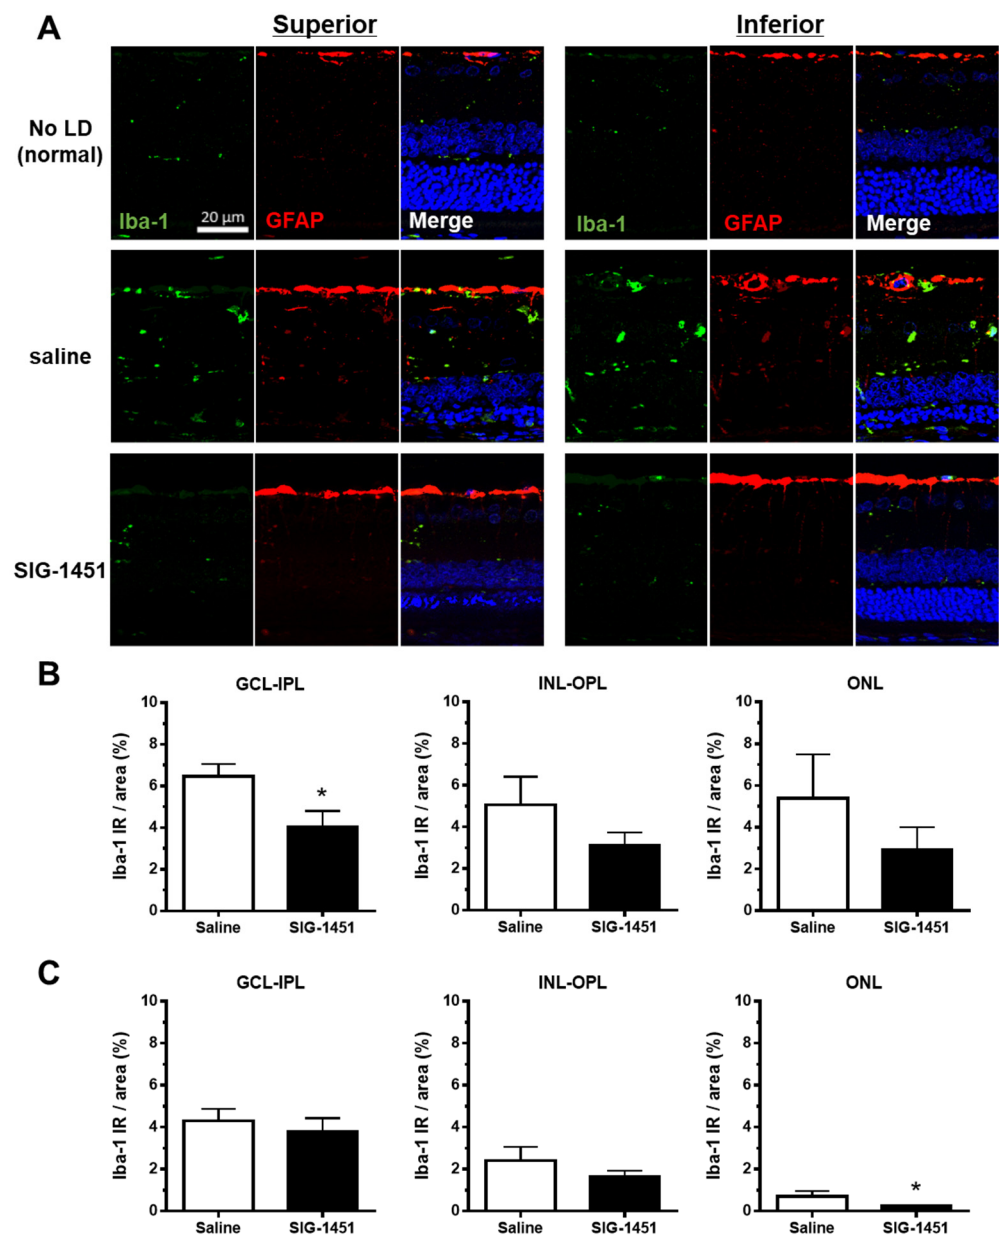 A
Superior
Inferior
No LD
(normal)
Iba-1
20 µm
GFAP
Merge
Iba-1
GFAP
Merge
saline
SIG-1451
B
GCL-IPL
INL-OPL
ONL
Iba-1 IR / area (%)
10
8
6
4
2
0
*
Saline
SIG-1451
Iba-1 IR / area (%)
10
8
6
4
2
0
Saline
SIG-1451
Iba-1 IR / area (%)
10
8
6
4
2
0
Saline
SIG-1451
C
GCL-IPL
INL-OPL
ONL
Iba-1 IR / area (%)
10
8
6
4
2
0
Saline
SIG-1451
Iba-1 IR / area (%)
10
8
6
4
2
0
Saline
SIG-1451
Iba-1 IR / area (%)
10
8
6
4
2
0
*
Saline
SIG-1451